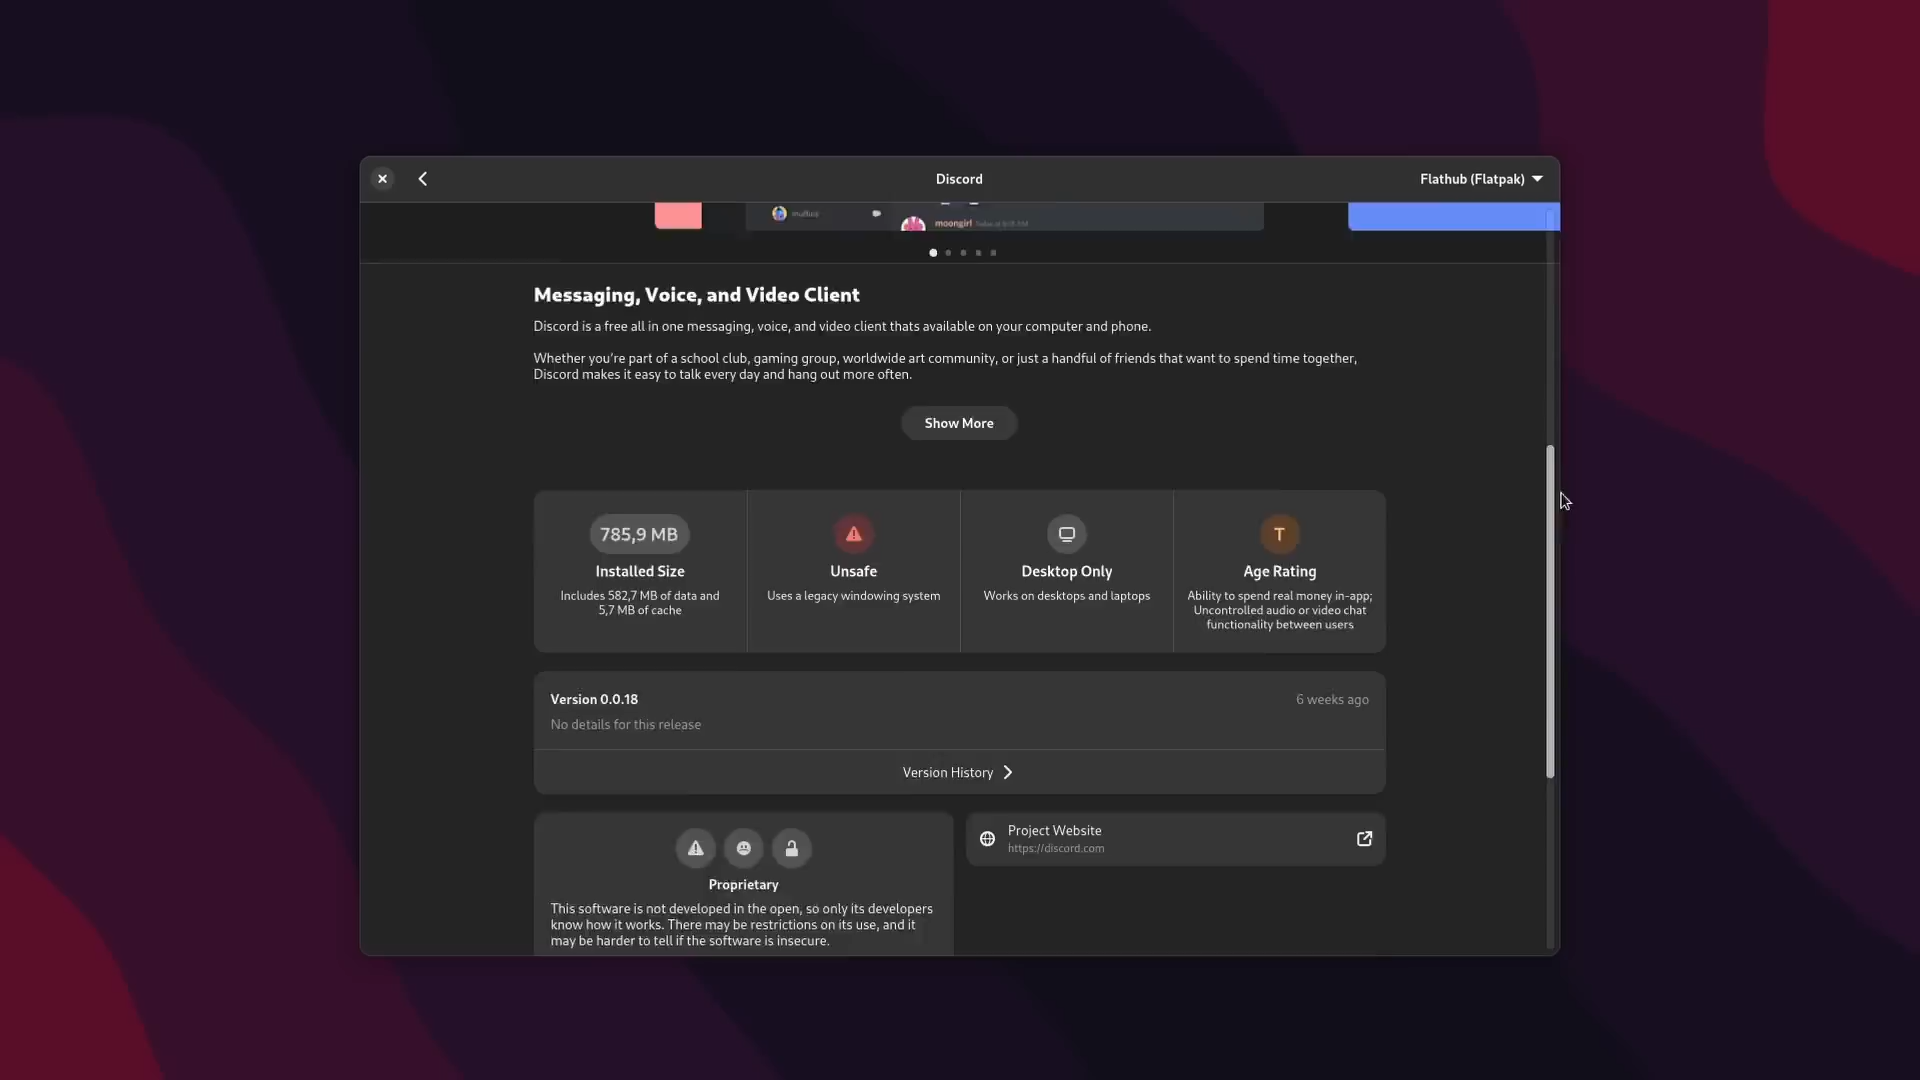 Discord
Flathub (Flatpak)
moongirl
Messaging, Voice, and Video Client
Discord is a free all in one messaging, voice, and video client thats available on your computer and phone.
Whether you're part of a school club, gaming group, worldwide art community, or just a handful of friends that want to spend time together,
Discord makes it easy to talk every day and hang out more often.
Show More
785,9 MB
Installed Size
Includes 582,7 MB of data and
5,7 MB of cache
Unsafe
Uses a legacy windowing system
Desktop Only
Works on desktops and laptops
T
Age Rating
Ability to spend real money in-app;
Uncontrolled audio or video chat
functionality between users
Version 0.0.18
6 weeks ago
No details for this release
Version History
Proprietary
This software is not developed in the open, so only its developers
know how it works. There may be restrictions on its use, and it
may be harder to tell if the software is insecure.
Project Website
https://discord.com